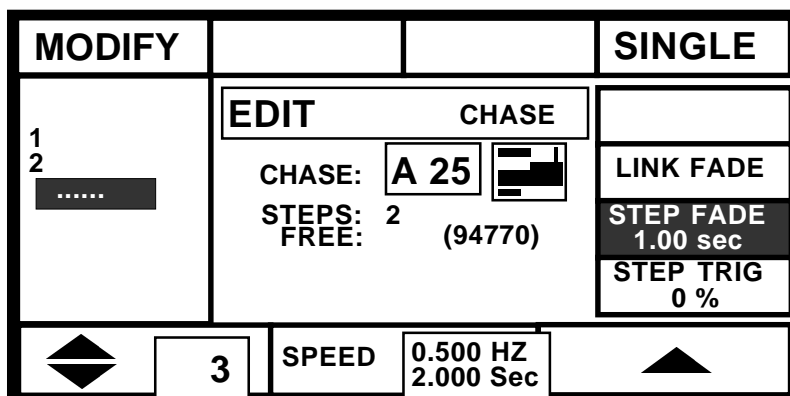 MODIFY
SINGLE
EDIT CHASE
1
2
......
CHASE: A 25
STEPS: 2
FREE: (94770)
LINK FADE
STEP FADE
1.00 sec
STEP TRIG
0 %
3
SPEED
0.500 HZ
2.000 Sec